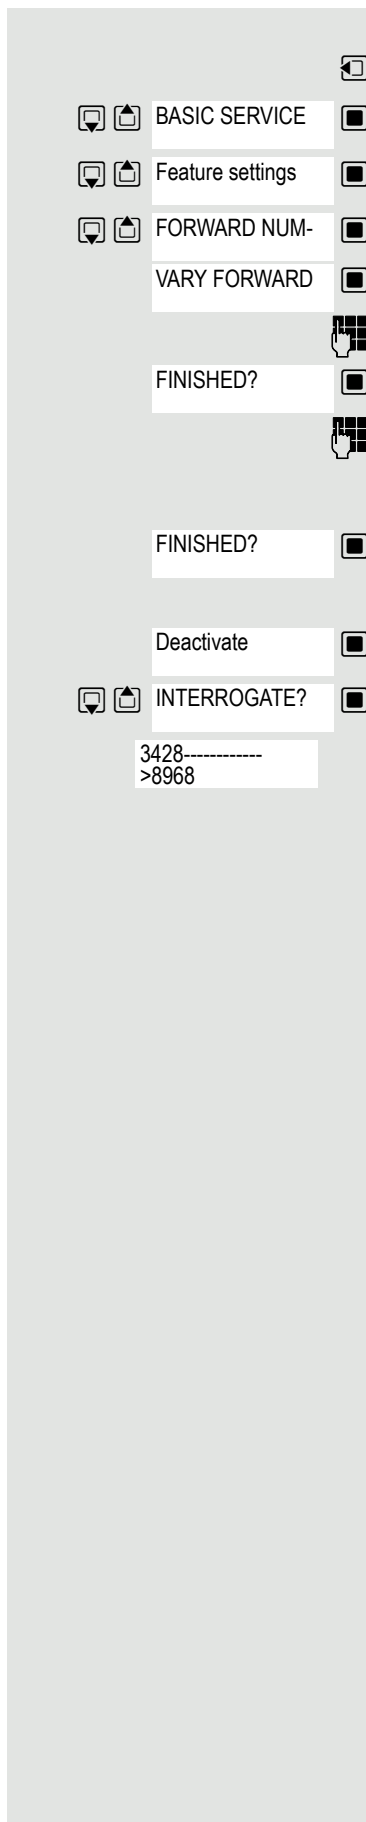 BASIC SERVICE
Feature settings
FORWARD NUM-
VARY FORWARD
FINISHED?
FINISHED?
Deactivate
INTERROGATE?
3428------------
>8968